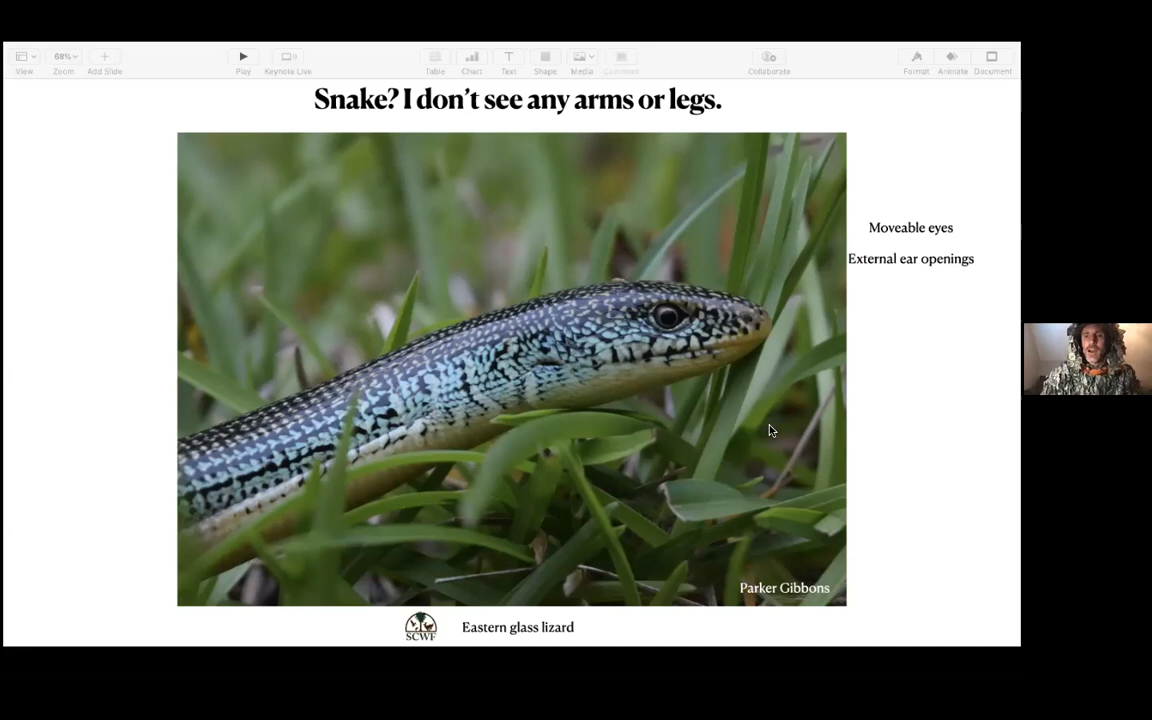 68%
View
Zoom
Add Slide
Play
Keynote Live
Table
Chart
Text
Shape
Media
Comment
Collaborate
Format
Animate
Document
Snake? I don’t see any arms or legs.
Moveable eyes
External ear openings
Parker Gibbons
SCWF
Eastern glass lizard